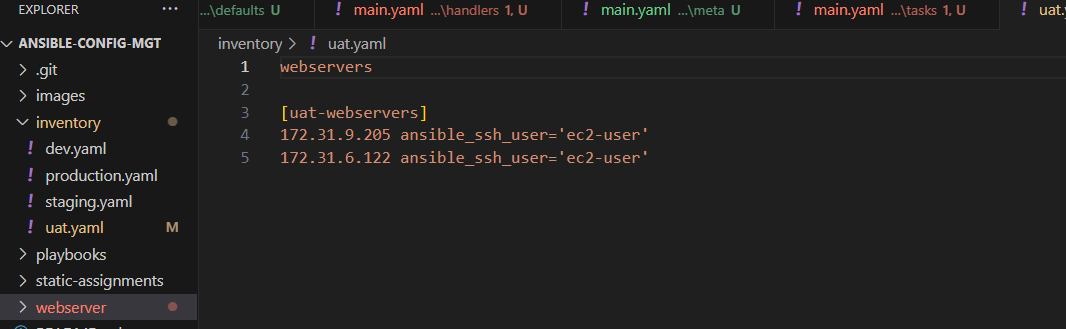 EXPLORER ...
...\defaults U
! main.yaml ...\handlers 1, U
! main.yaml ...\meta U
! main.yaml ...\tasks 1, U
! uat.y
ANSIBLE-CONFIG-MGT
.git
images
inventory
! dev.yaml
! production.yaml
! staging.yaml
! uat.yaml M
playbooks
static-assignments
webserver
inventory > ! uat.yaml
1 webservers
2
3 [uat-webservers]
4 172.31.9.205 ansible_ssh_user='ec2-user'
5 172.31.6.122 ansible_ssh_user='ec2-user'